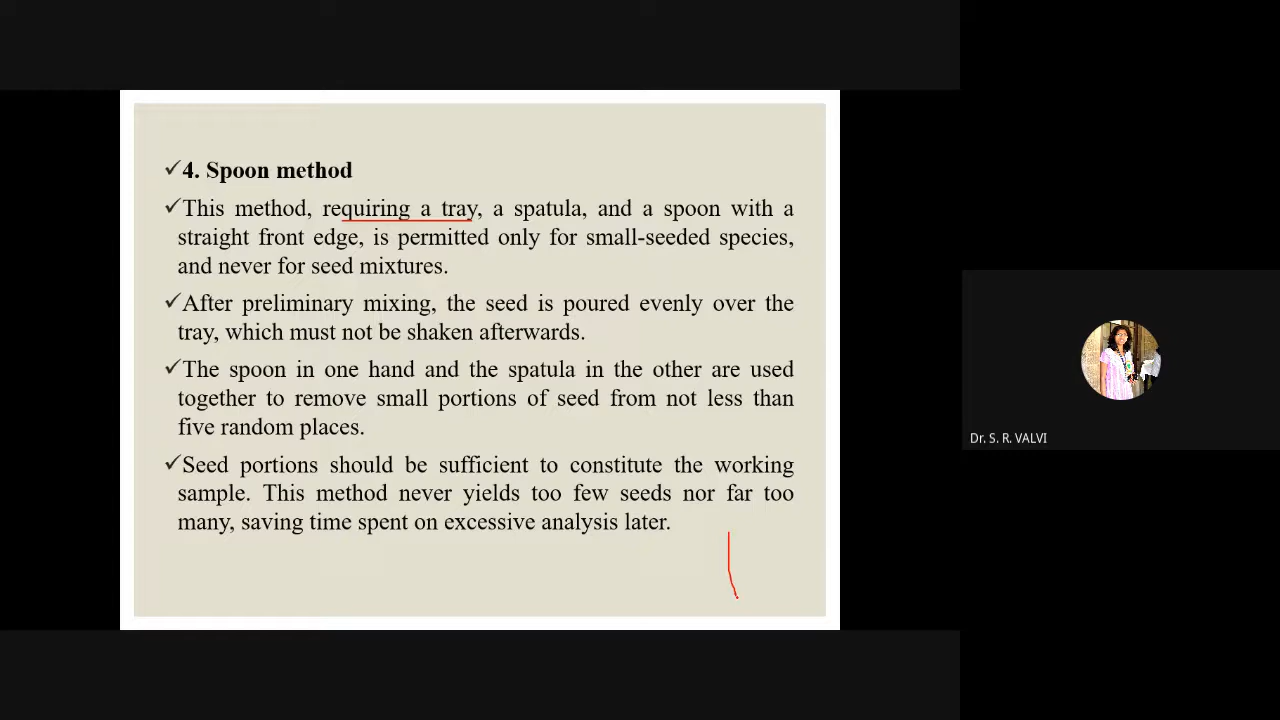 ✓4. Spoon method
✓This method, requiring a tray, a spatula, and a spoon with a
straight front edge, is permitted only for small-seeded species,
and never for seed mixtures.
✓After preliminary mixing, the seed is poured evenly over the
tray, which must not be shaken afterwards.
✓The spoon in one hand and the spatula in the other are used
together to remove small portions of seed from not less than
five random places.
✓Seed portions should be sufficient to constitute the working
sample. This method never yields too few seeds nor far too
many, saving time spent on excessive analysis later.
Dr. S. R. VALVI